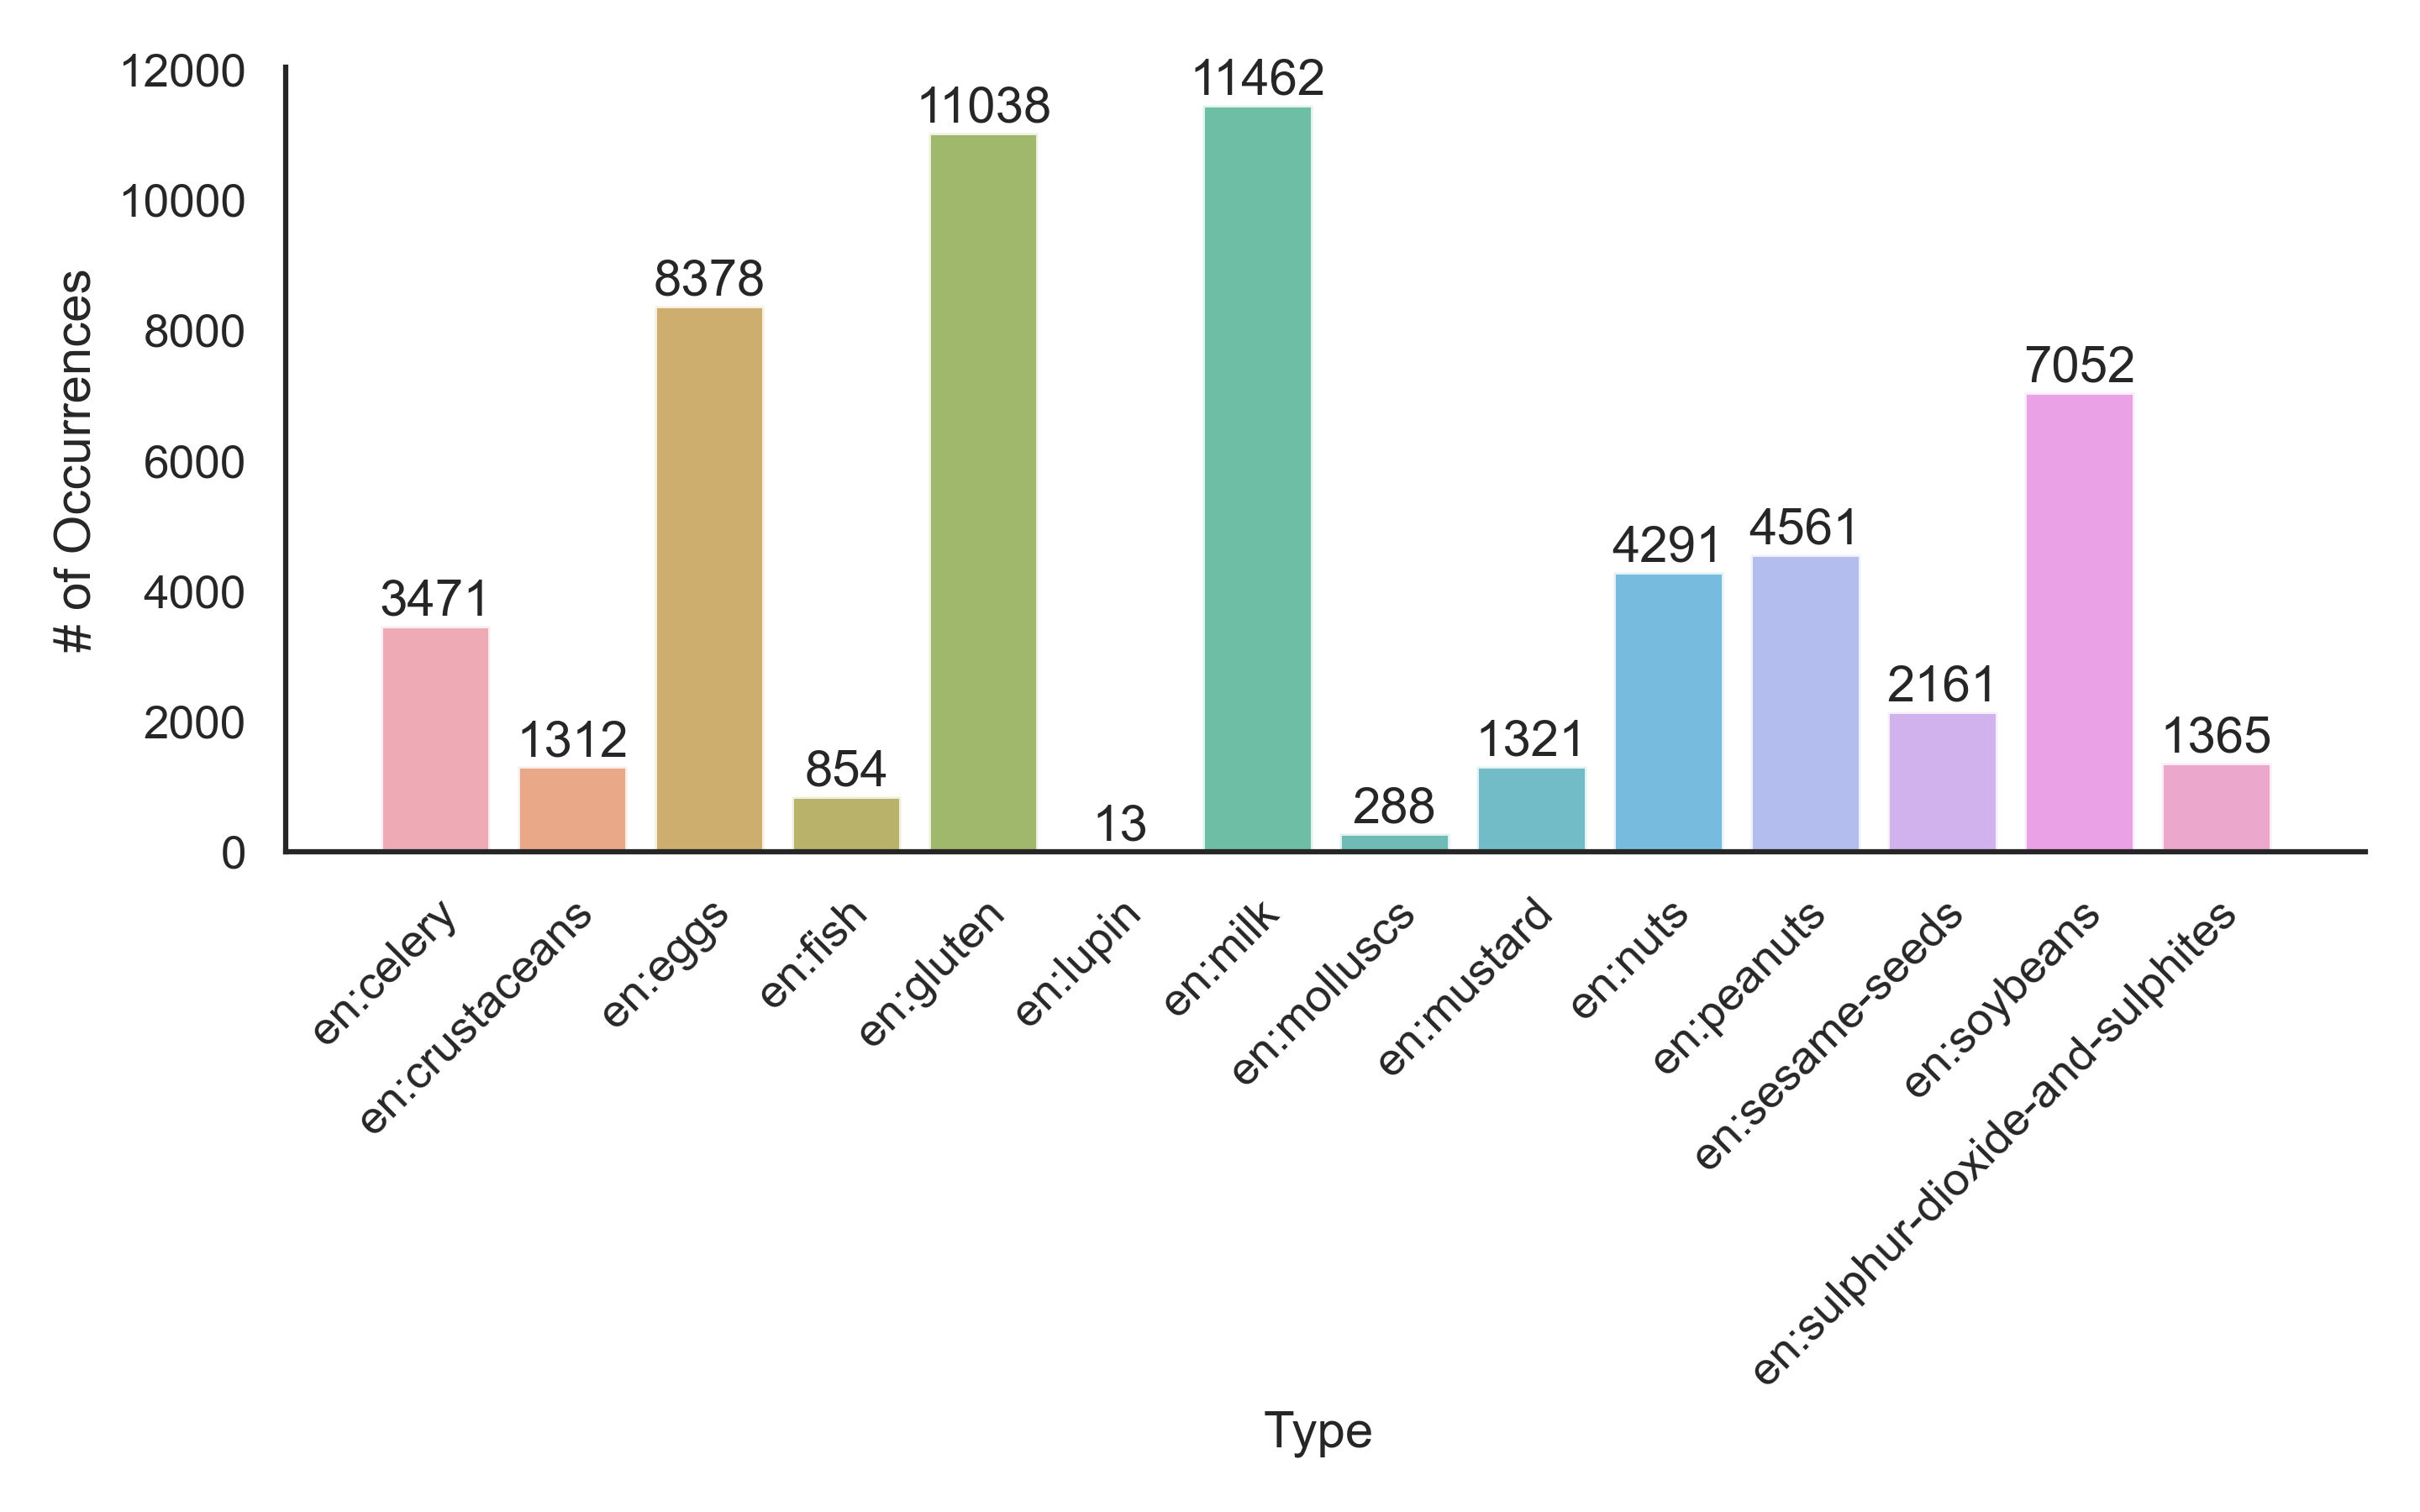 # of Occurrences
12000
10000
8000
6000
4000
2000
0
3471
1312
8378
854
11038
13
11462
288
1321
4291
4561
2161
7052
1365
en:celery
en:crustaceans
en:eggs
en:fish
en:gluten
en:lupin
en:milk
en:molluscs
en:mustard
en:nuts
en:peanuts
en:sesame-seeds
en:soybeans
en:sulphur-dioxide-and-sulphites
Type